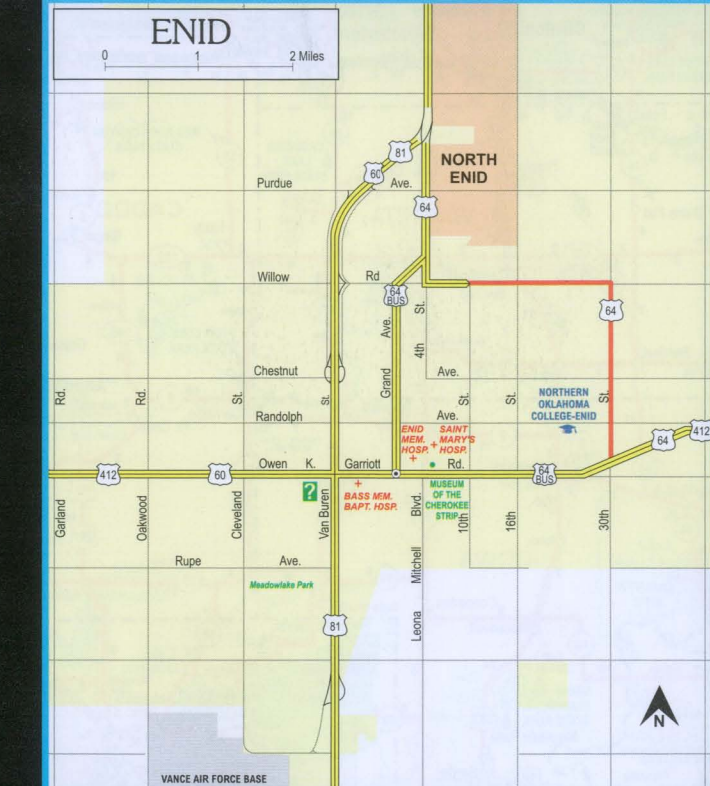 ENID
0 1 2 Miles
81
60
NORTH
ENID
Purdue Ave.
64
Willow Rd
64
BUS
64
St.
Ave.
4th
Grand
Chestnut Ave.
Rd.
Rd.
St.
St.
St.
St.
St.
NORTHERN
OKLAHOMA
COLLEGE-ENID
Randolph Ave.
ENID
MEM.
HOSP.
SAINT
MARY'S
HOSP.
412
64
Owen K. Garriott Rd.
412
60
64
BUS
?
BASS MEM.
BAPT. HOSP.
MUSEUM
OF THE
CHEROKEE
STRIP
Garland
Oakwood
Cleveland
Van Buren
Blvd.
Mitchell
Leona
10th
16th
30th
Rupe Ave.
Meadowlake Park
81
N
VANCE AIR FORCE BASE